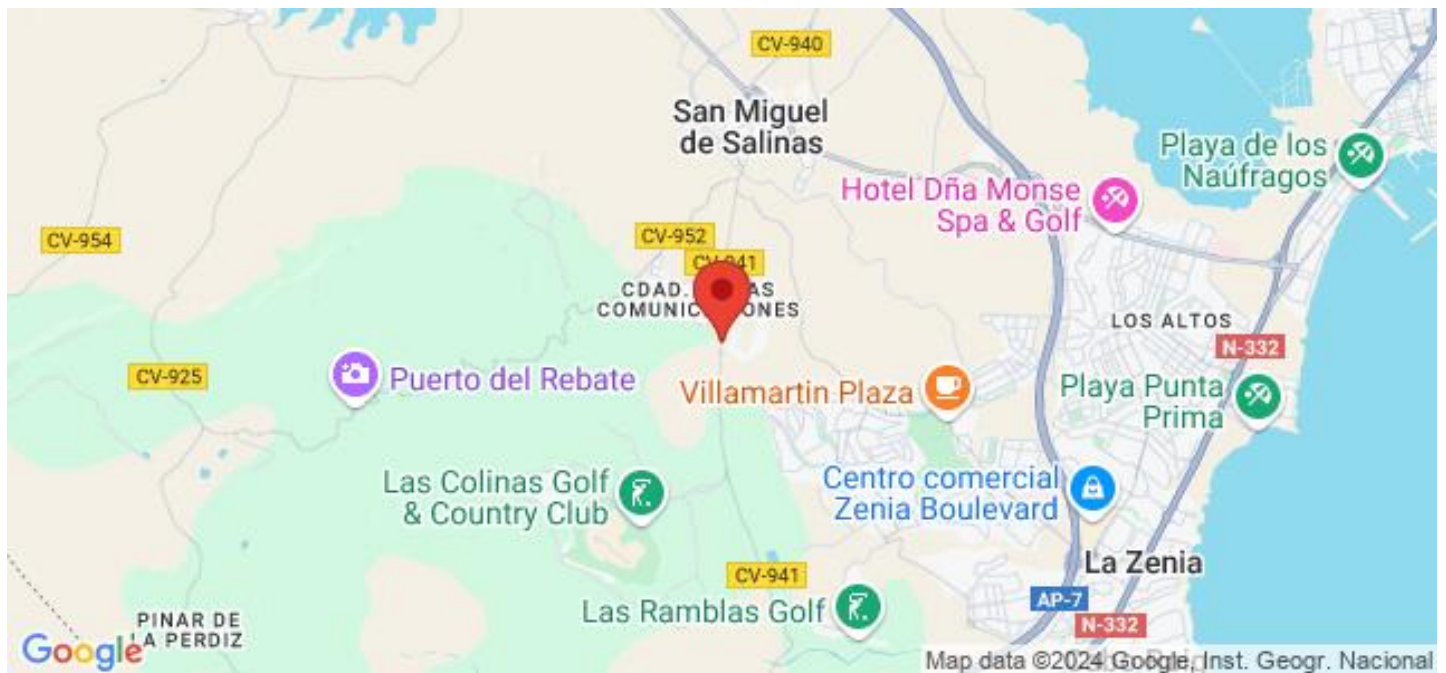 CV-940
San Miguel
de Salinas
Playa de los
Naúfragos
Hotel Dña Monse
Spa & Golf
CV-954
CV-952
CV-941
CDAD.
COMUNIC
LOS ALTOS
N-332
CV-925
Puerto del Rebate
Villamartin Plaza
Playa Punta
Prima
Las Colinas Golf
& Country Club
Centro comercial
Zenia Boulevard
La Zenia
CV-941
AP-7
Las Ramblas Golf
N-332
PINAR DE
LA PERDIZ
Google
Map data ©2024 Google, Inst. Geogr. Nacional